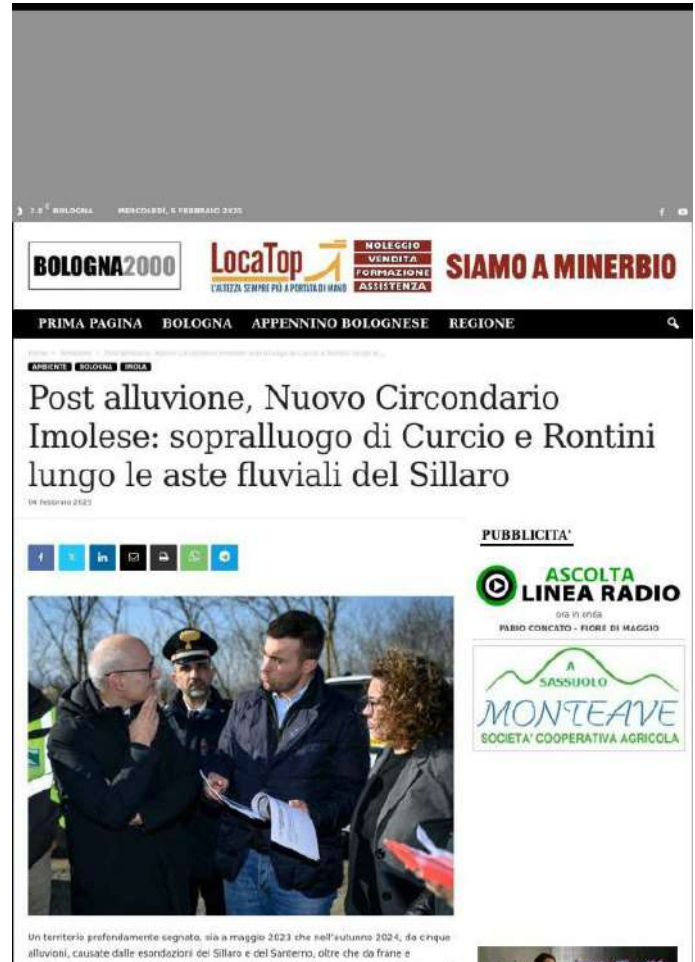 BOLOGNA
MERCOLEDÌ, 5 FEBBRAIO 2025
BOLOGNA2000
LocaTop
L'ALTEZZA SEMPRE PIÙ A PORTATA DI MANO
NOLEGGIO
VENDITA
FORMAZIONE
ASSISTENZA
SIAMO A MINERBIO
PRIMA PAGINA BOLOGNA APPENNINO BOLOGNESE REGIONE
AMBIENTE BOLOGNA IMOLA
Post alluvione, Nuovo Circondario
Imolese: sopralluogo di Curcio e Rontini
lungo le aste fluviali del Sillaro
04 Febbraio 2025
PUBBLICITA'
ASCOLTA
LINEA RADIO
ora in onda
FABIO CONCATO - FIORE DI MAGGIO
A
SASSUOLO
MONTEAVE
SOCIETA' COOPERATIVA AGRICOLA
Un territorio profondamente segnato, sia a maggio 2023 che nell'autunno 2024, da cinque
alluvioni, causate dalle esondazioni del Sillaro e del Santerno, oltre che da frane e